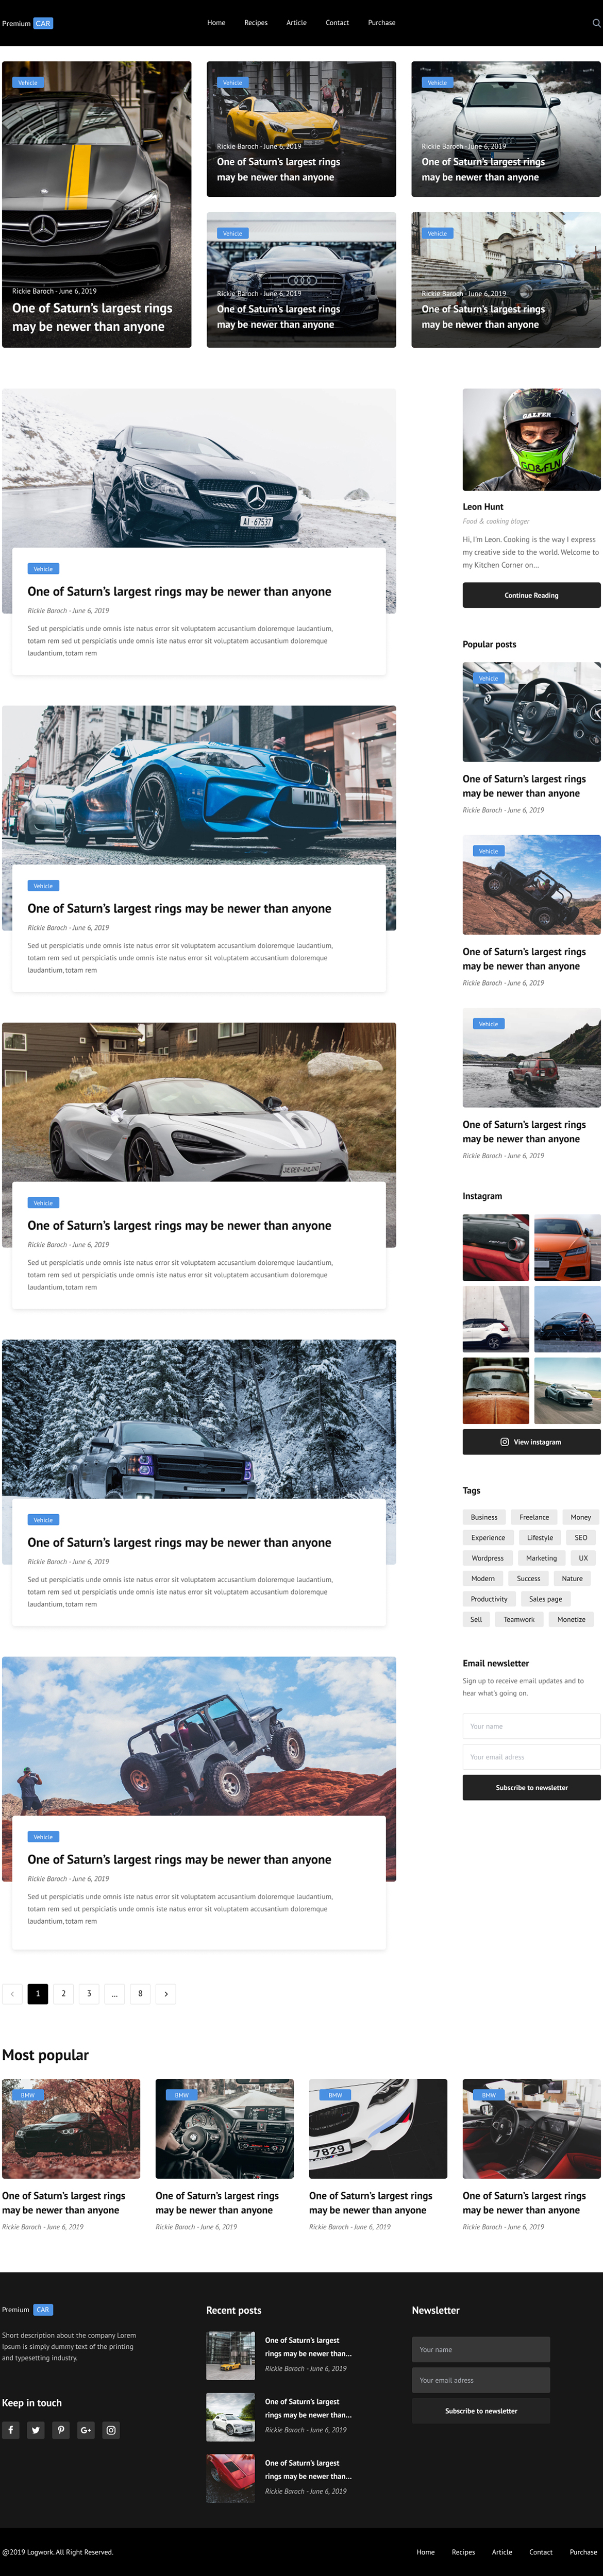 Premium CAR
Home Recipes Article Contact Purchase
Vehicle
Rickie Baroch - June 6, 2019
One of Saturn's largest rings
may be newer than anyone
Vehicle
Rickie Baroch - June 6, 2019
One of Saturn's largest rings
may be newer than anyone
Vehicle
Rickie Baroch - June 6, 2019
One of Saturn's largest rings
may be newer than anyone
Vehicle
Rickie Baroch - June 6, 2019
One of Saturn's largest rings
may be newer than anyone
Vehicle
Rickie Baroch - June 6, 2019
One of Saturn's largest rings
may be newer than anyone
AI·67537
Vehicle
One of Saturn's largest rings may be newer than anyone
Rickie Baroch - June 6, 2019
Sed ut perspiciatis unde omnis iste natus error sit voluptatem accusantium doloremque laudantium,
totam rem sed ut perspiciatis unde omnis iste natus error sit voluptatem accusantium doloremque
laudantium, totam rem
M11 DXN
Vehicle
One of Saturn's largest rings may be newer than anyone
Rickie Baroch - June 6, 2019
Sed ut perspiciatis unde omnis iste natus error sit voluptatem accusantium doloremque laudantium,
totam rem sed ut perspiciatis unde omnis iste natus error sit voluptatem accusantium doloremque
laudantium, totam rem
Vehicle
One of Saturn's largest rings may be newer than anyone
Rickie Baroch - June 6, 2019
Sed ut perspiciatis unde omnis iste natus error sit voluptatem accusantium doloremque laudantium,
totam rem sed ut perspiciatis unde omnis iste natus error sit voluptatem accusantium doloremque
laudantium, totam rem
Vehicle
One of Saturn's largest rings may be newer than anyone
Rickie Baroch - June 6, 2019
Sed ut perspiciatis unde omnis iste natus error sit voluptatem accusantium doloremque laudantium,
totam rem sed ut perspiciatis unde omnis iste natus error sit voluptatem accusantium doloremque
laudantium, totam rem
Vehicle
One of Saturn's largest rings may be newer than anyone
Rickie Baroch - June 6, 2019
Sed ut perspiciatis unde omnis iste natus error sit voluptatem accusantium doloremque laudantium,
totam rem sed ut perspiciatis unde omnis iste natus error sit voluptatem accusantium doloremque
laudantium, totam rem
1 2 3 ... 8
GALFER
GO&FUN
Leon Hunt
Food & cooking bloger
Hi, I'm Leon. Cooking is the way I express
my creative side to the world. Welcome to
my Kitchen Corner on...
Continue Reading
Popular posts
Vehicle
One of Saturn's largest rings
may be newer than anyone
Rickie Baroch - June 6, 2019
Vehicle
One of Saturn's largest rings
may be newer than anyone
Rickie Baroch - June 6, 2019
Vehicle
One of Saturn's largest rings
may be newer than anyone
Rickie Baroch - June 6, 2019
Instagram
View instagram
Tags
Business Freelance Money
Experience Lifestyle SEO
Wordpress Marketing UX
Modern Success Nature
Productivity Sales page
Sell Teamwork Monetize
Email newsletter
Sign up to receive email updates and to
hear what's going on.
Your name
Your email adress
Subscribe to newsletter
Most popular
BMW
One of Saturn's largest rings
may be newer than anyone
Rickie Baroch - June 6, 2019
BMW
One of Saturn's largest rings
may be newer than anyone
Rickie Baroch - June 6, 2019
BMW
7829
One of Saturn's largest rings
may be newer than anyone
Rickie Baroch - June 6, 2019
BMW
One of Saturn's largest rings
may be newer than anyone
Rickie Baroch - June 6, 2019
Premium CAR
Short description about the company Lorem
Ipsum is simply dummy text of the printing
and typesetting industry.
Keep in touch
Recent posts
One of Saturn's largest
rings may be newer than...
Rickie Baroch - June 6, 2019
One of Saturn's largest
rings may be newer than...
Rickie Baroch - June 6, 2019
One of Saturn's largest
rings may be newer than...
Rickie Baroch - June 6, 2019
Newsletter
Your name
Your email adress
Subscribe to newsletter
@2019 Logwork. All Right Reserved.
Home Recipes Article Contact Purchase